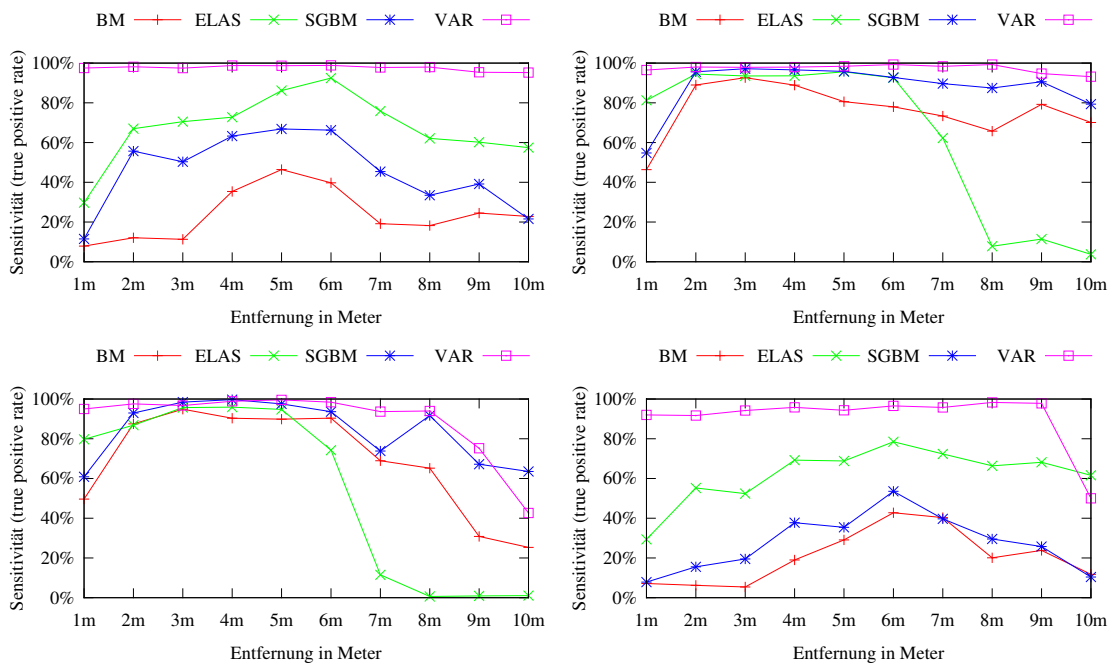 BM ELAS SGBM VAR
Sensitivität (true positive rate)
100%
80%
60%
40%
20%
0%
1m 2m 3m 4m 5m 6m 7m 8m 9m 10m
Entfernung in Meter
BM ELAS SGBM VAR
Sensitivität (true positive rate)
100%
80%
60%
40%
20%
0%
1m 2m 3m 4m 5m 6m 7m 8m 9m 10m
Entfernung in Meter
BM ELAS SGBM VAR
Sensitivität (true positive rate)
100%
80%
60%
40%
20%
0%
1m 2m 3m 4m 5m 6m 7m 8m 9m 10m
Entfernung in Meter
BM ELAS SGBM VAR
Sensitivität (true positive rate)
100%
80%
60%
40%
20%
0%
1m 2m 3m 4m 5m 6m 7m 8m 9m 10m
Entfernung in Meter